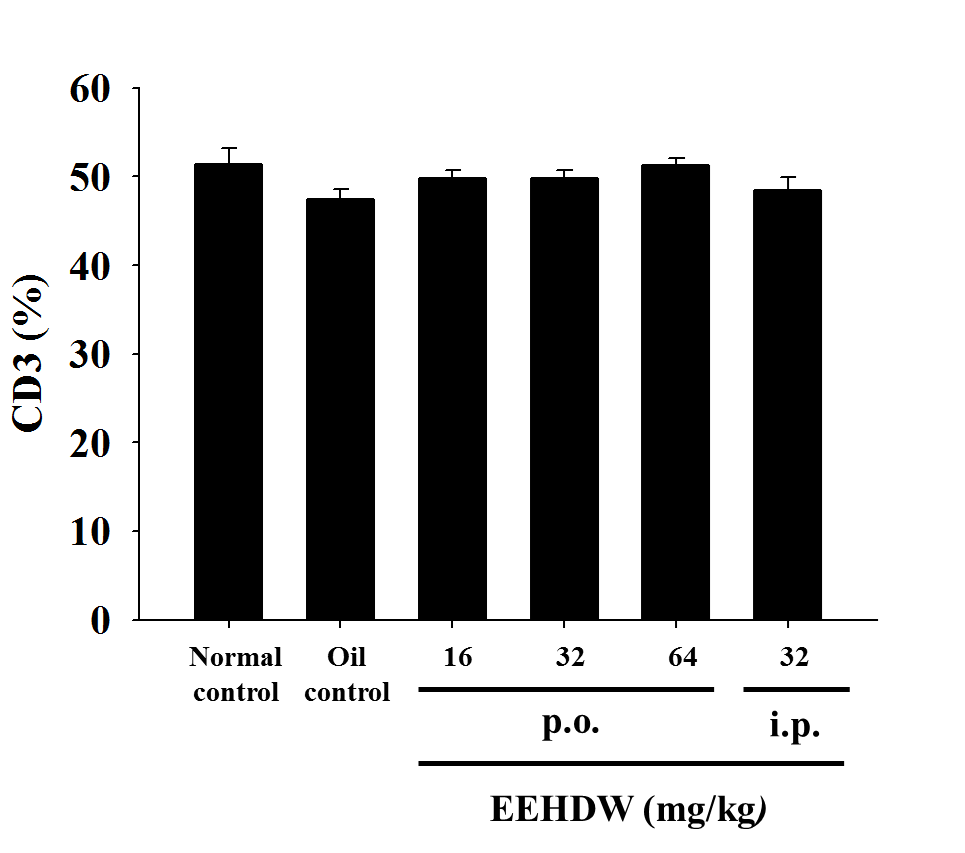 60
50
40
30
20
10
0
CD3 (%)
Normal control
Oil control
16
32
64
32
p.o.
i.p.
EEHDW (mg/kg)